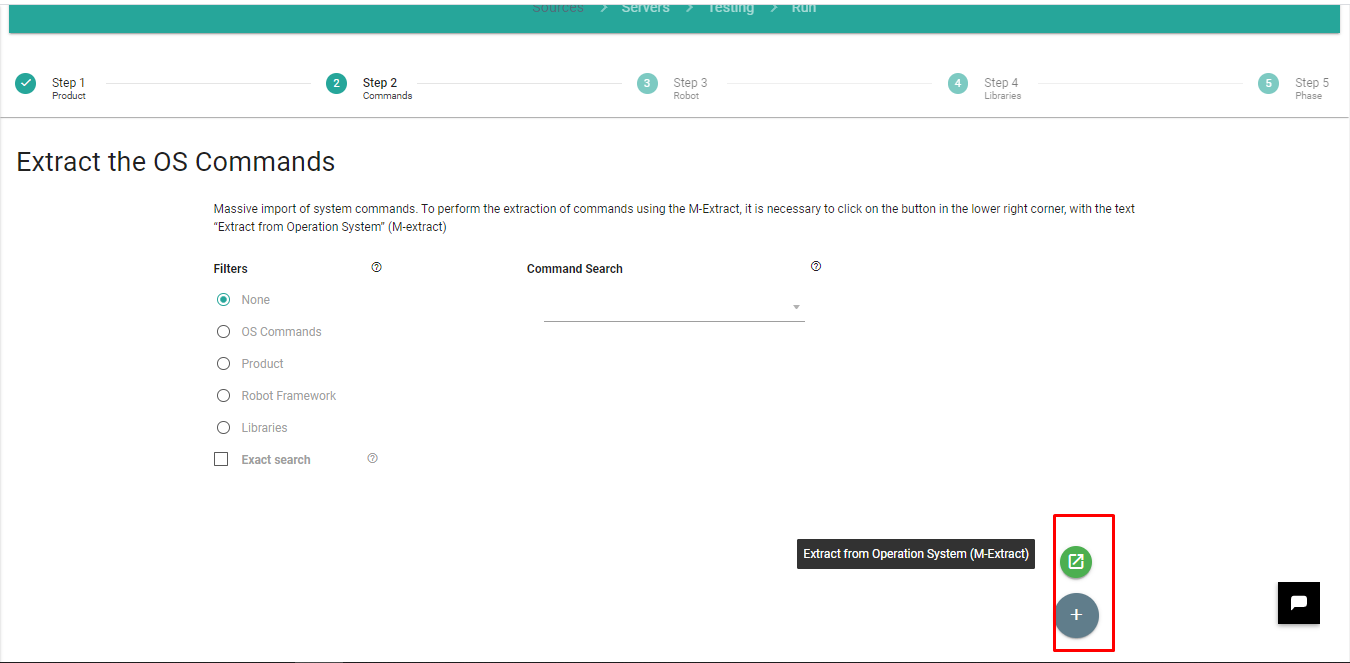 Sources > Servers > Testing > Run
Step 1
Product
2
Step 2
Commands
3
Step 3
Robot
4
Step 4
Libraries
5
Step 5
Phase
Extract the OS Commands
Massive import of system commands. To perform the extraction of commands using the M-Extract, it is necessary to click on the button in the lower right corner, with the text
"Extract from Operation System" (M-extract)
Filters ?
Command Search ?
None
OS Commands
Product
Robot Framework
Libraries
Exact search ?
Extract from Operation System (M-Extract)
+